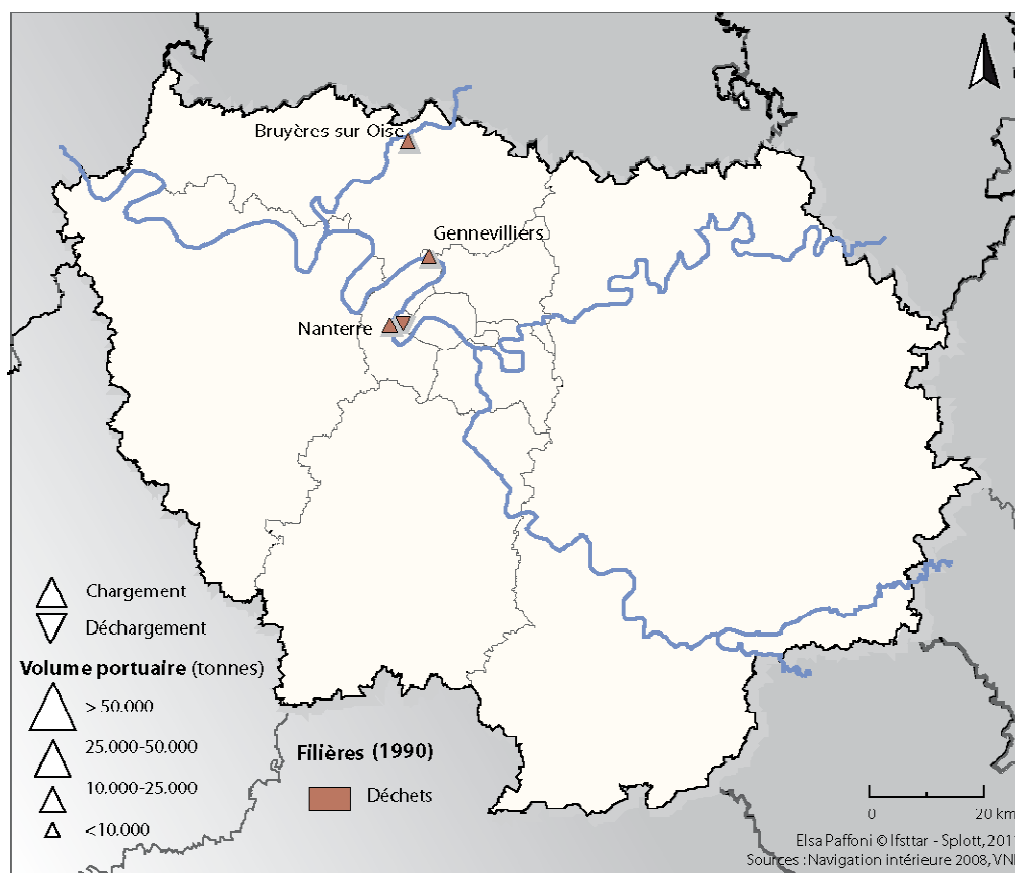 Bruyères sur Oise
Gennevilliers
Nanterre
Chargement
Déchargement
Volume portuaire (tonnes)
> 50.000
25.000-50.000
10.000-25.000
<10.000
Filières (1990)
Déchets
0 20 km
Elsa Paffoni © Ifsttar - Splott, 201
Sources : Navigation intérieure 2008, VN